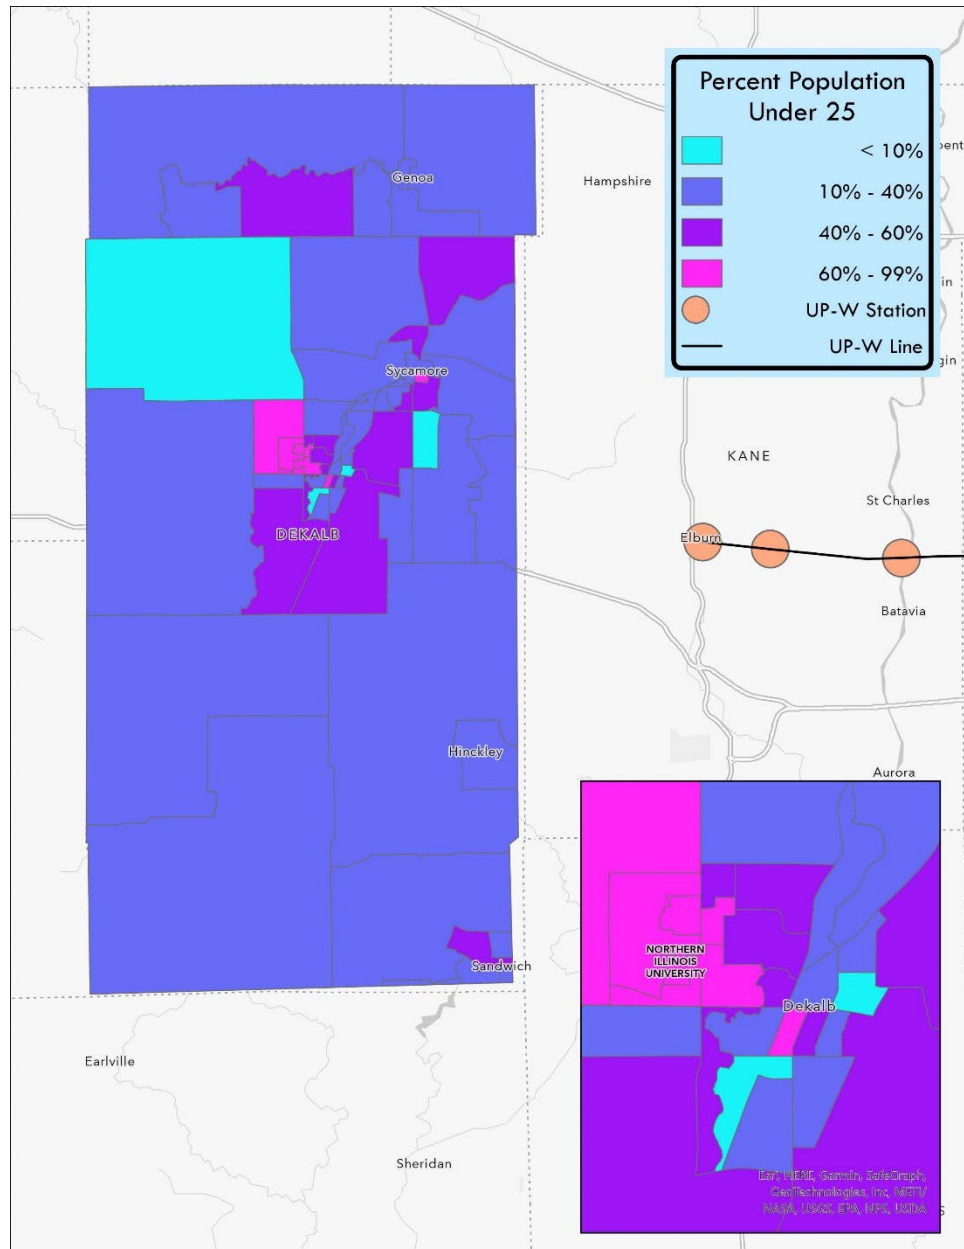 Percent Population
Under 25
< 10%
10% - 40%
40% - 60%
60% - 99%
UP-W Station
UP-W Line
Genoa
Hampshire
Sycamore
KANE
St Charles
DEKALB
Elburn
Batavia
Hinckley
Aurora
Sandwich
Earlville
Sheridan
NORTHERN
ILLINOIS
UNIVERSITY
Dekalb
Esri, HERE, Garmin, SafeGraph,
GeoTechnologies, Inc, METI/
NASA, USGS, EPA, NPS, USDA